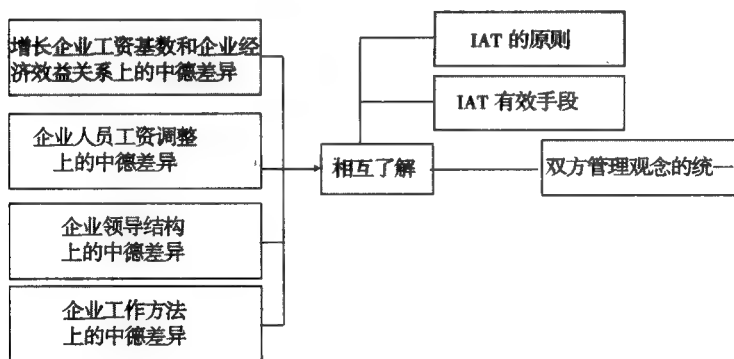 增长企业工资基数和企业经
济效益关系上的中德差异
企业人员工资调整
上的中德差异
企业领导结构
上的中德差异
企业工作方法
上的中德差异
相互了解
IAT 的原则
IAT 有效手段
双方管理观念的统一